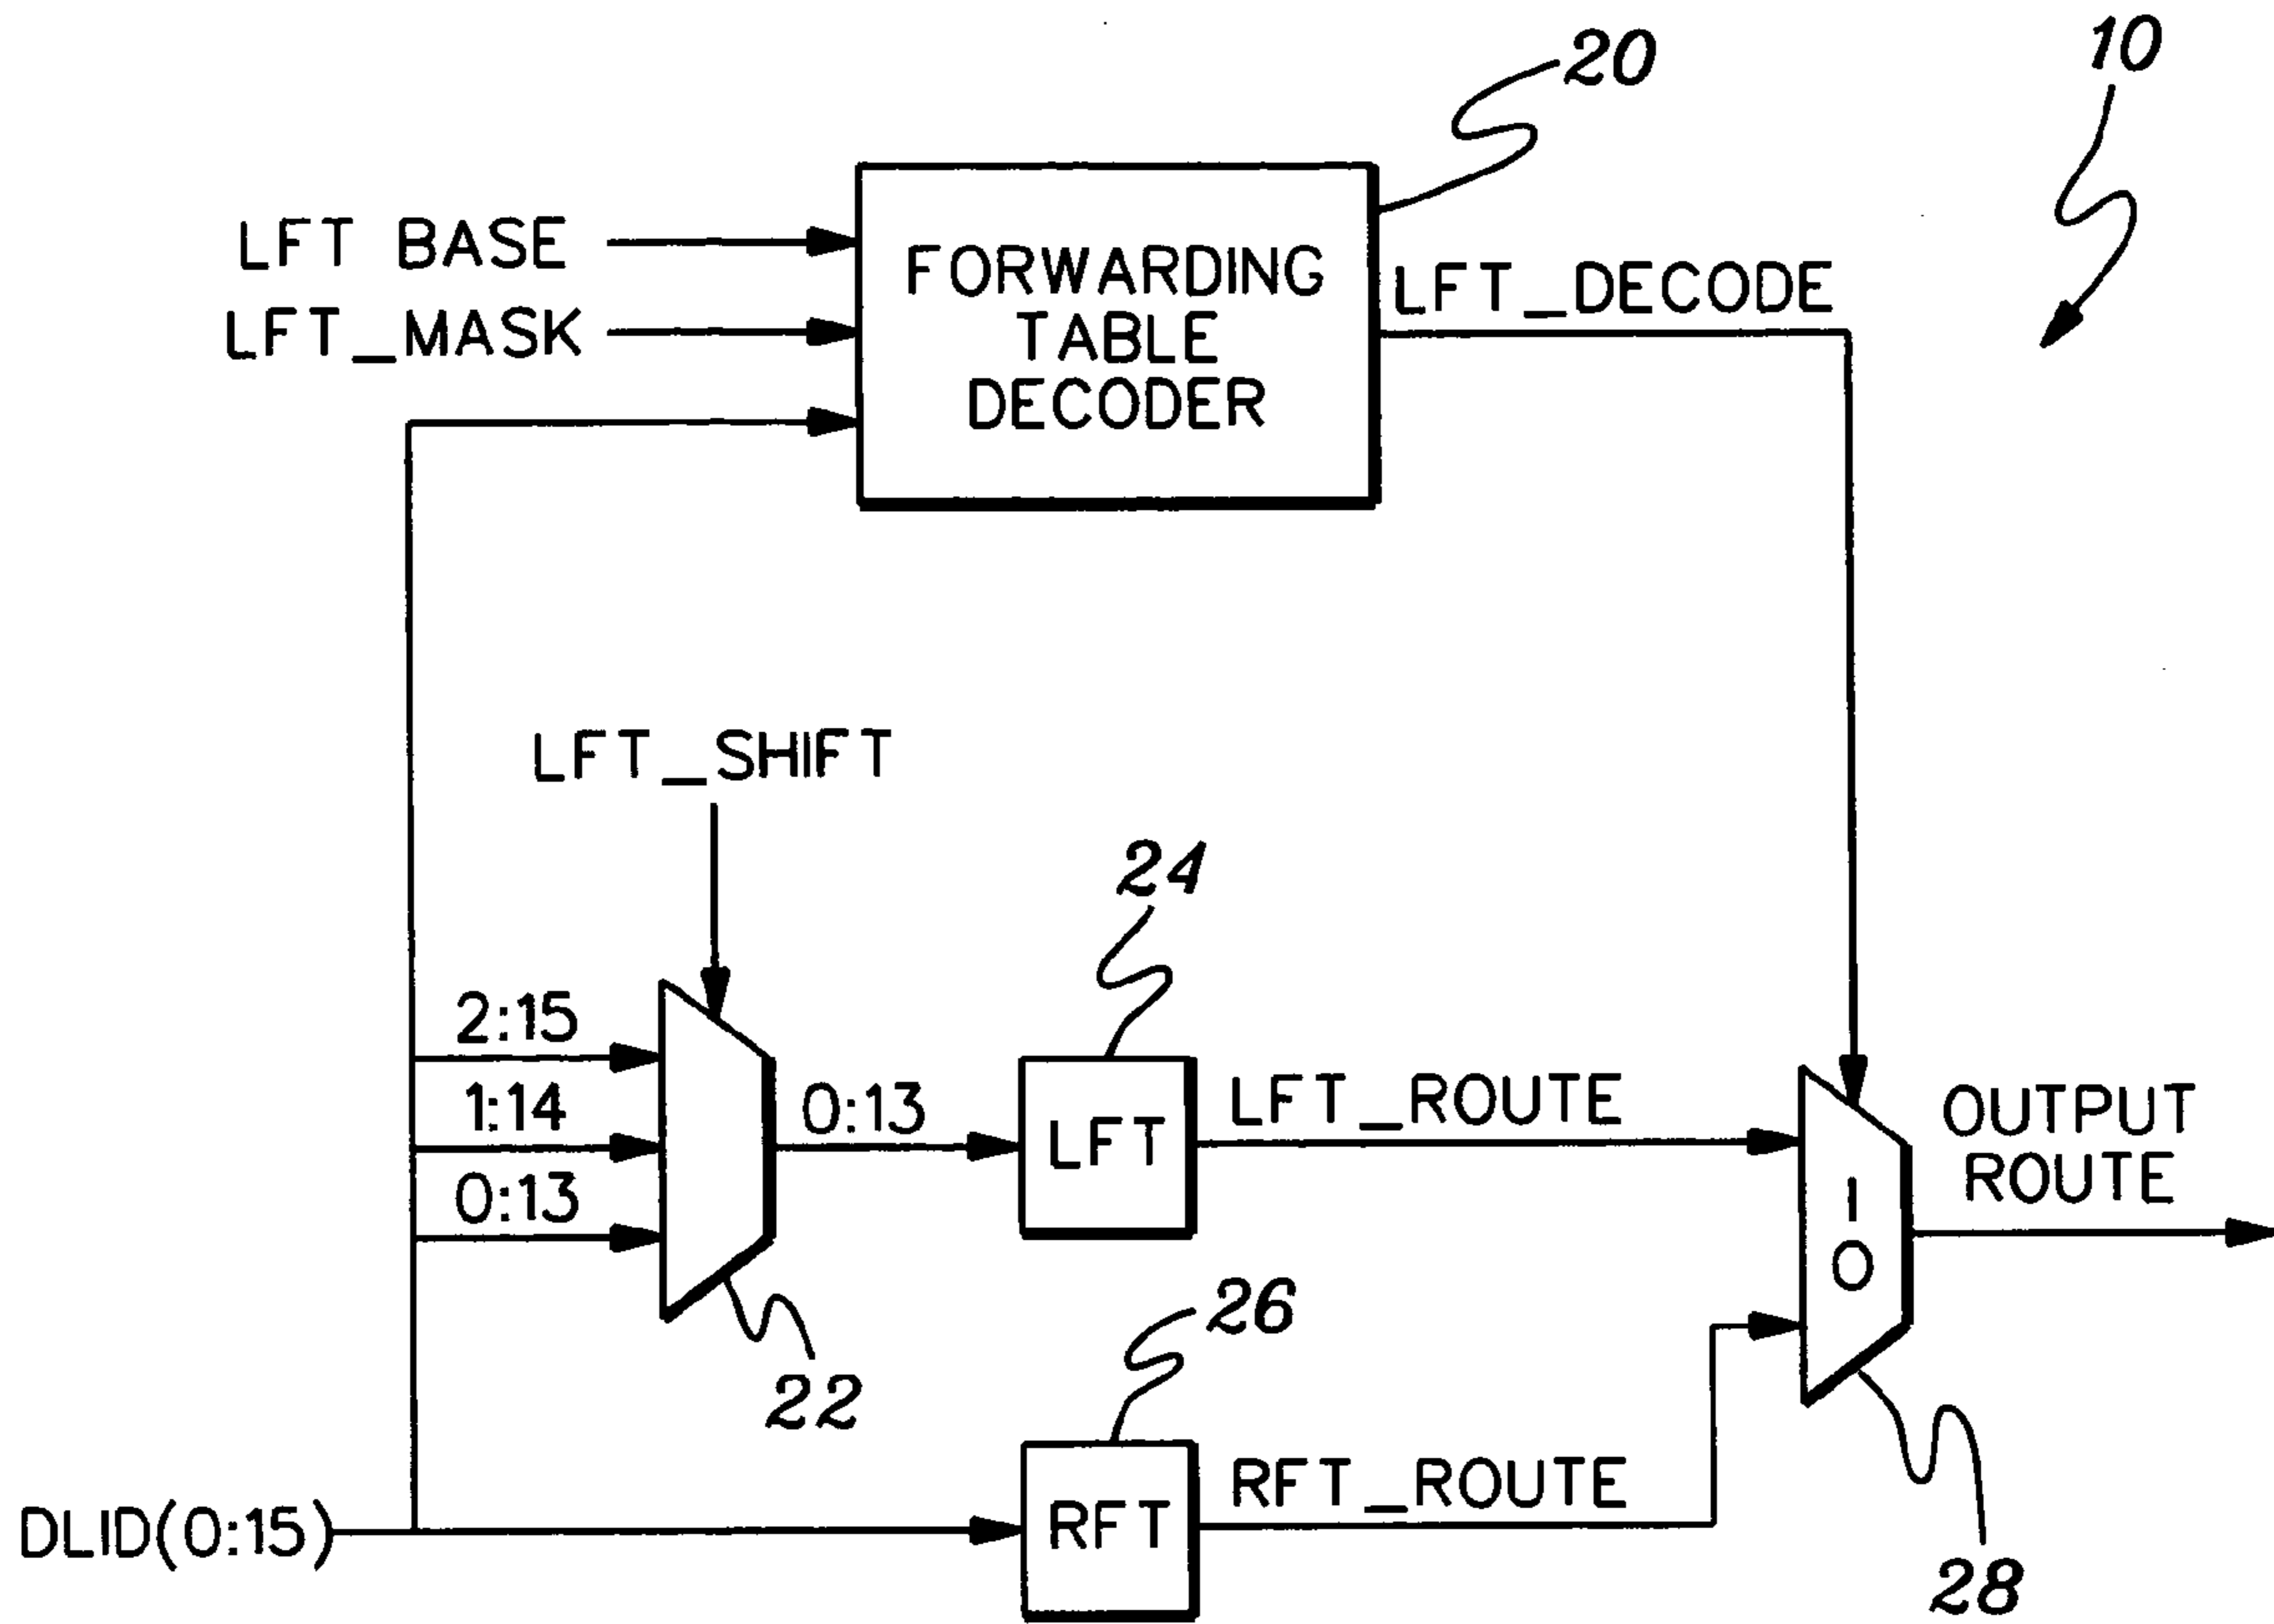 20
10
LFT BASE
LFT_MASK
FORWARDING
TABLE
DECODER
LFT_DECODE
LFT_SHIFT
24
2:15
1:14
0:13
0:13
LFT
LFT_ROUTE
1
0
OUTPUT
ROUTE
22
26
DLID(0:15)
RFT
RFT_ROUTE
28